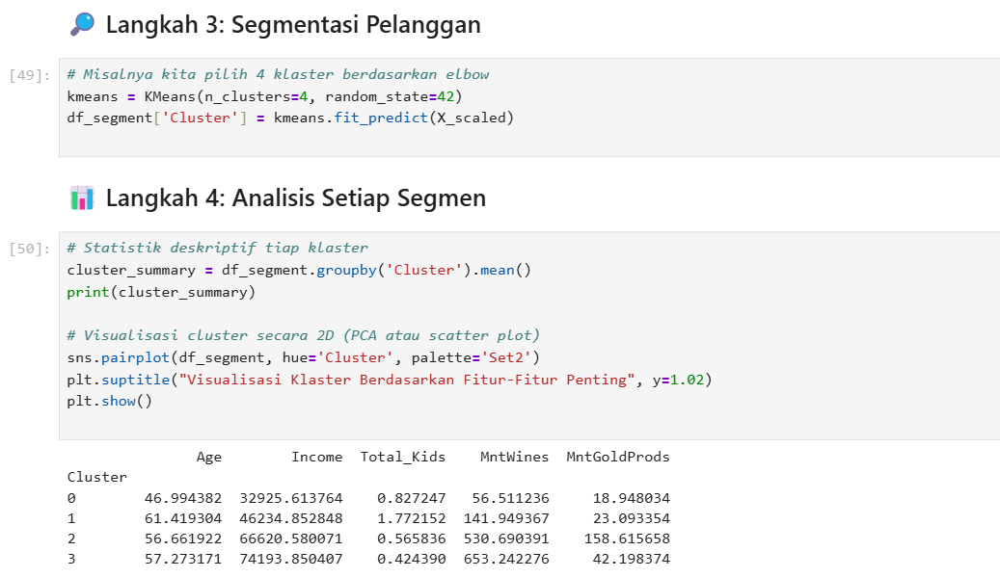 🔎 Langkah 3: Segmentasi Pelanggan
[49]: # Misalnya kita pilih 4 klaster berdasarkan elbow
kmeans = KMeans(n_clusters=4, random_state=42)
df_segment['Cluster'] = kmeans.fit_predict(X_scaled)
📊 Langkah 4: Analisis Setiap Segmen
[50]: # Statistik deskriptif tiap klaster
cluster_summary = df_segment.groupby('Cluster').mean()
print(cluster_summary)
# Visualisasi cluster secara 2D (PCA atau scatter plot)
sns.pairplot(df_segment, hue='Cluster', palette='Set2')
plt.suptitle("Visualisasi Klaster Berdasarkan Fitur-Fitur Penting", y=1.02)
plt.show()
Age Income Total_Kids MntWines MntGoldProds
Cluster
0 46.994382 32925.613764 0.827247 56.511236 18.948034
1 61.419304 46234.852848 1.772152 141.949367 23.093354
2 56.661922 66620.580071 0.565836 530.690391 158.615658
3 57.273171 74193.850407 0.424390 653.242276 42.198374